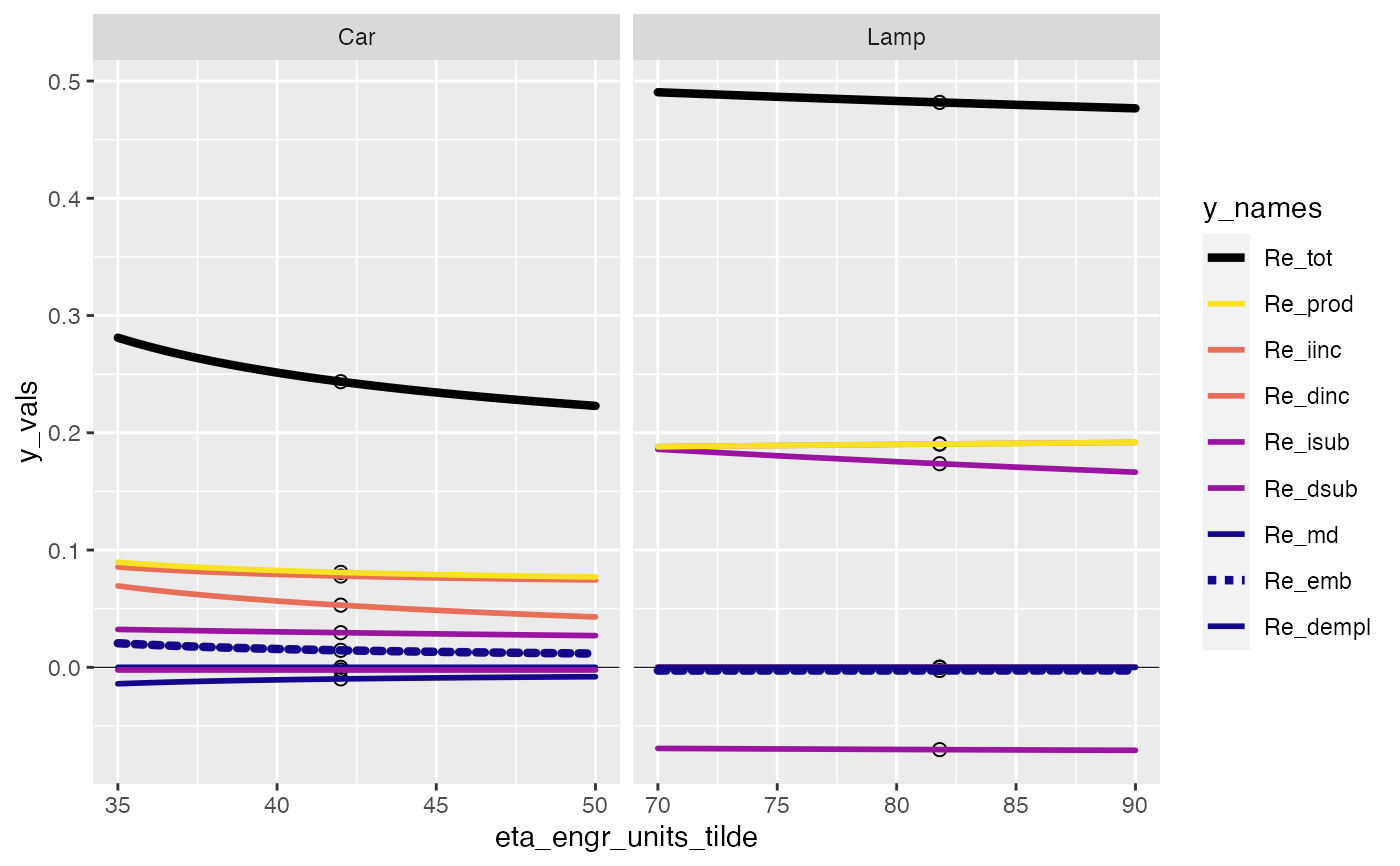 Car
Lamp
0.5
0.4
0.3
0.2
0.1
0.0
y_vals
35
40
45
50
70
75
80
85
90
eta_engr_units_tilde
y_names
Re_tot
Re_prod
Re_iinc
Re_dinc
Re_isub
Re_dsub
Re_md
Re_emb
Re_dempl